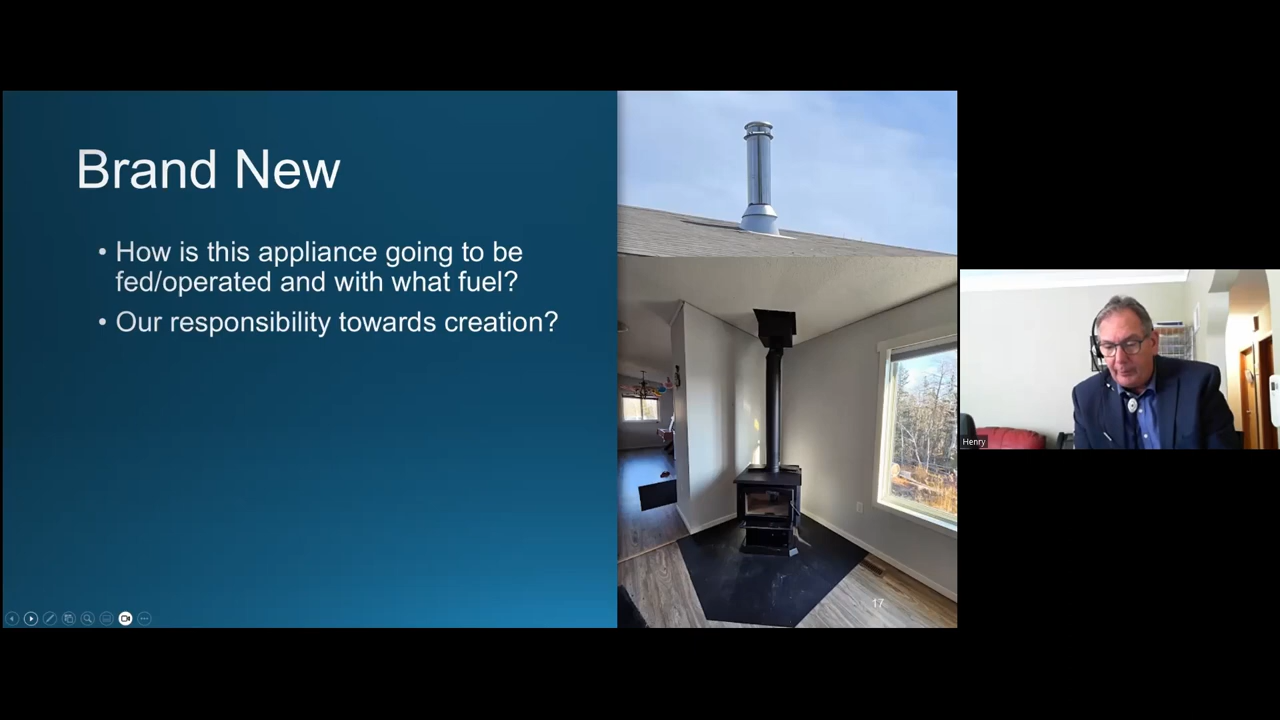 Brand New
• How is this appliance going to be
fed/operated and with what fuel?
• Our responsibility towards creation?
17
Henry